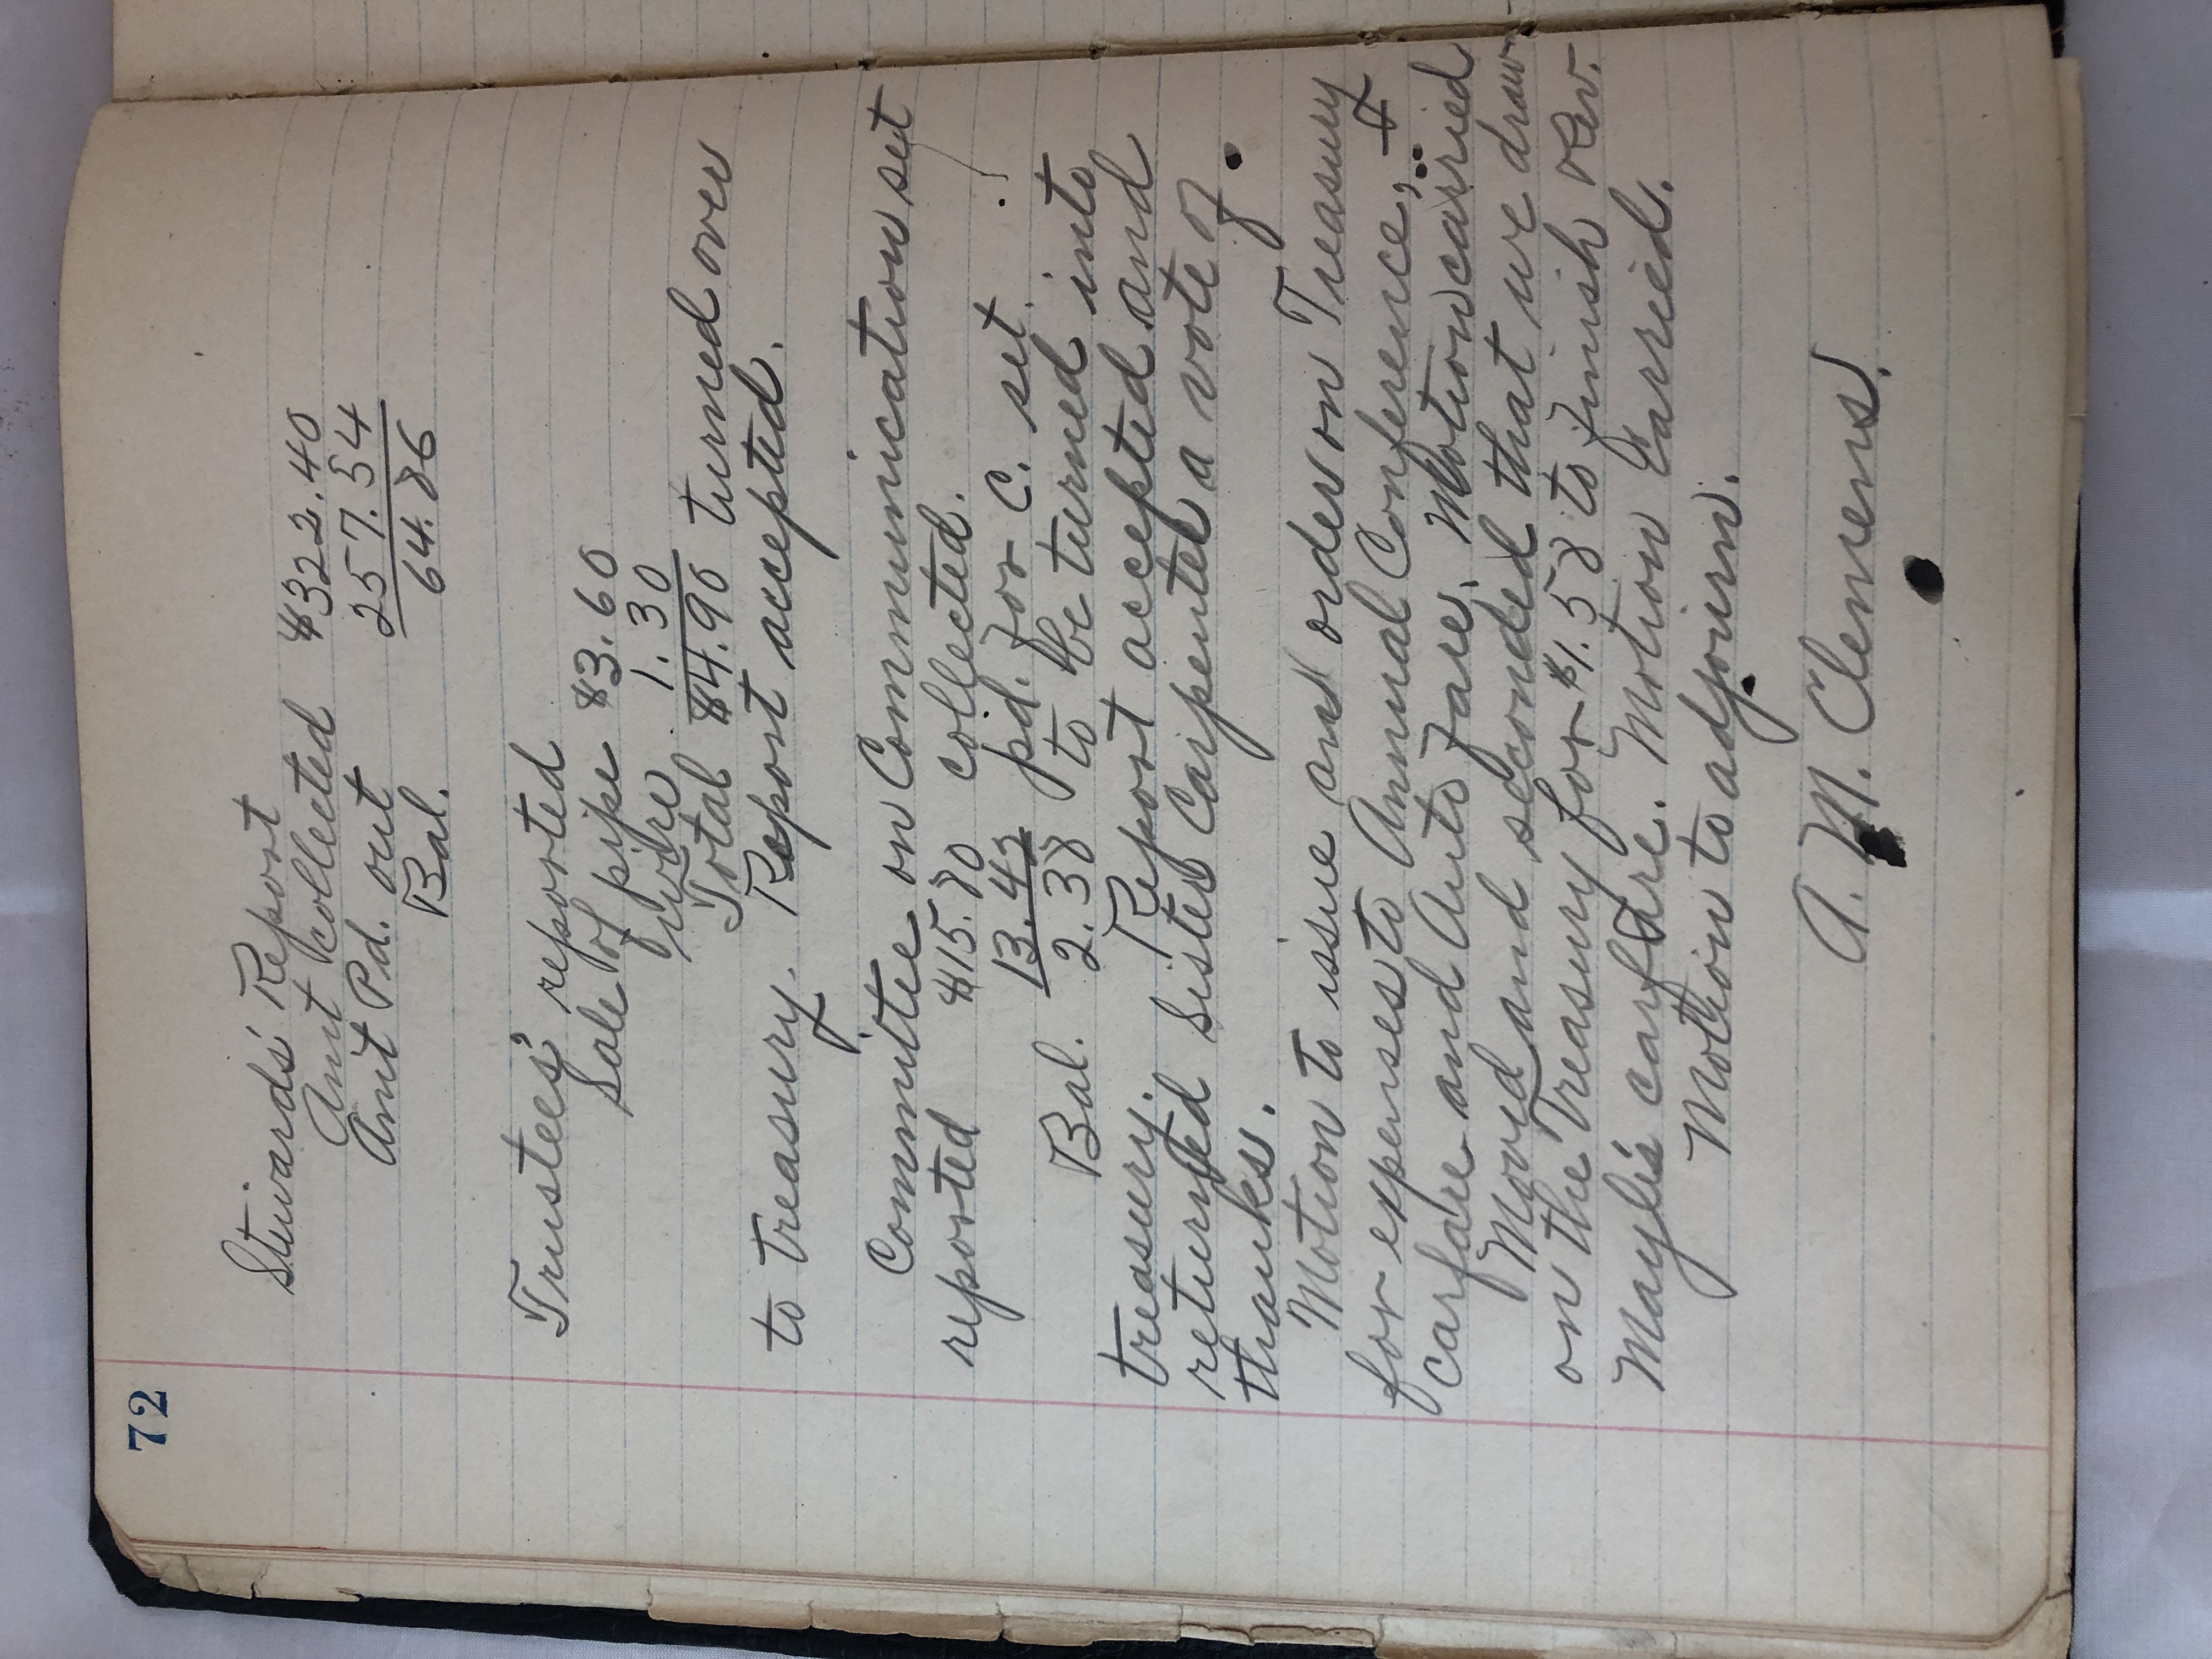 72
Stewards' Report
Amt collected $322.40
Amt Pd. out 257.54
Bal. 64.86
Trustees' reported
Sale of pipe $3.60
wire 1.30
Total $4.90 turned over
to treasury. Report accepted.
Committee on Communication set
reported $15.80 collected.
13.42 pd. for C. set.
Bal. 2.38 to be turned into
treasury. Report accepted and
returned Sister Carpenter a vote of
thanks.
Motion to issue an order on Treasury
for expenses to Annual Conference,
carfare and Auto fare. Motion carried
Moved and seconded that we draw
on the Treasury for $1.58 to finish Rev.
Mayle's carfare. Motion carried.
Motion to adjourn.
A. M. Clemens.